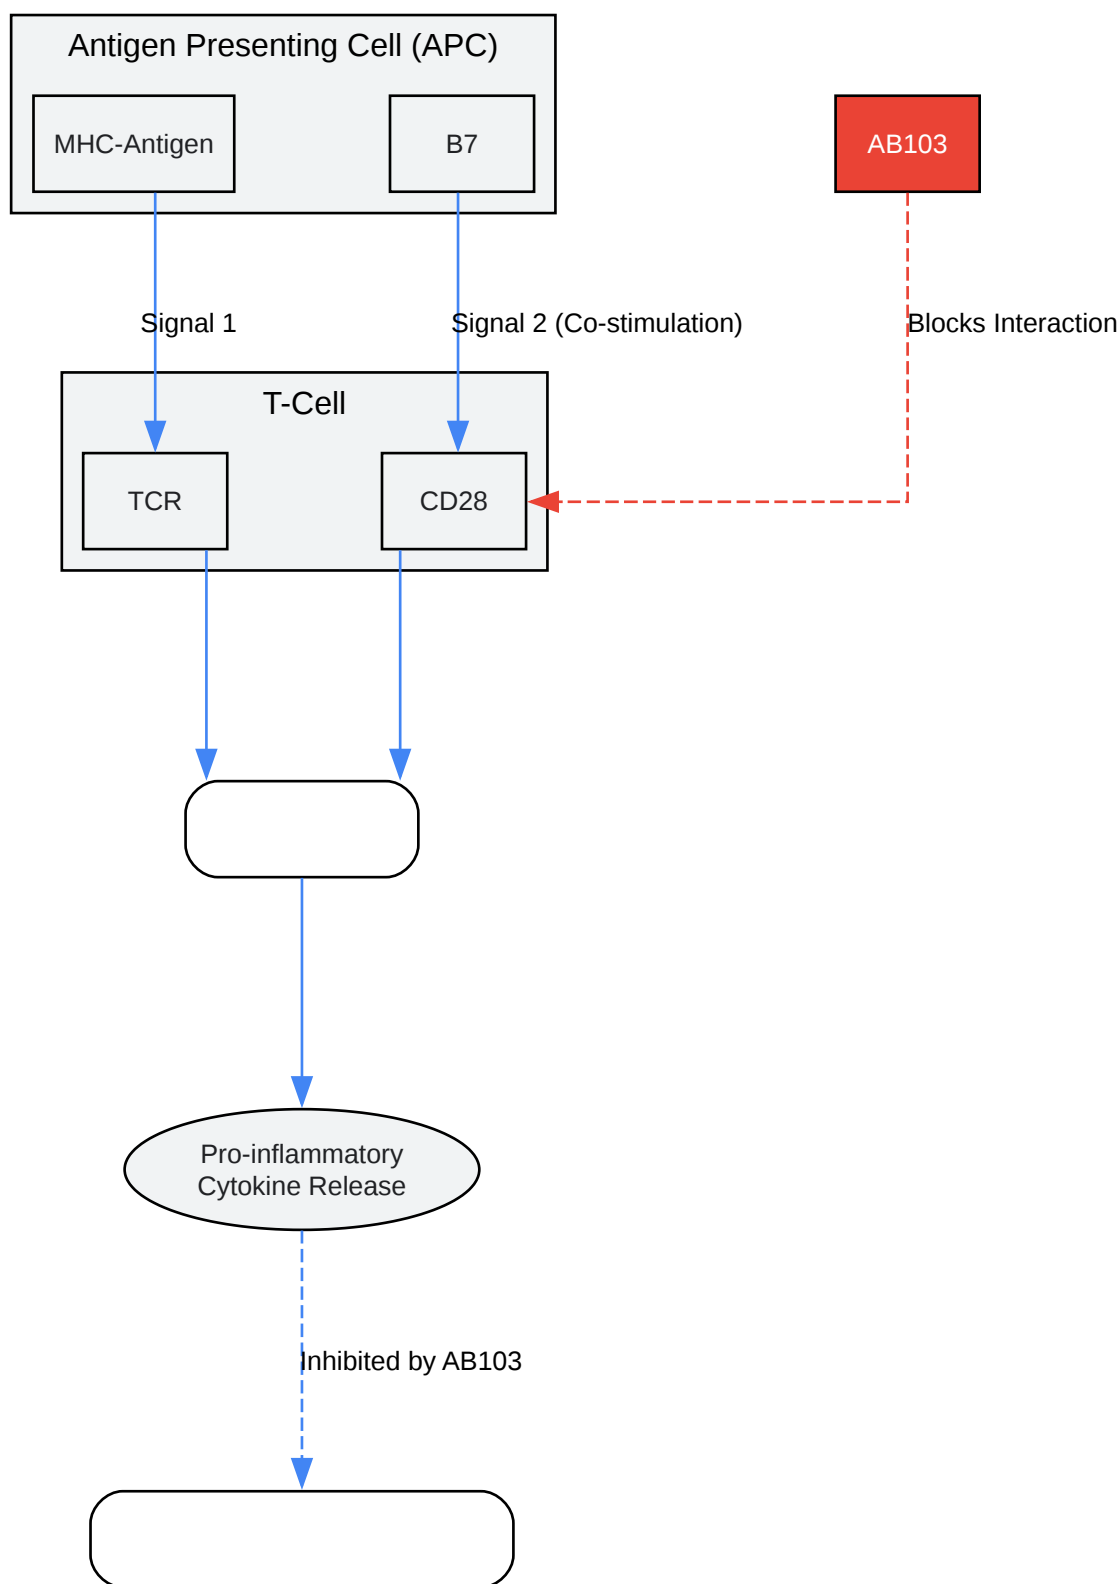 Antigen Presenting Cell (APC)
MHC-Antigen
B7
AB103
Signal 1
Signal 2 (Co-stimulation)
Blocks Interaction
T-Cell
TCR
CD28
Pro-inflammatory
Cytokine Release
Inhibited by AB103